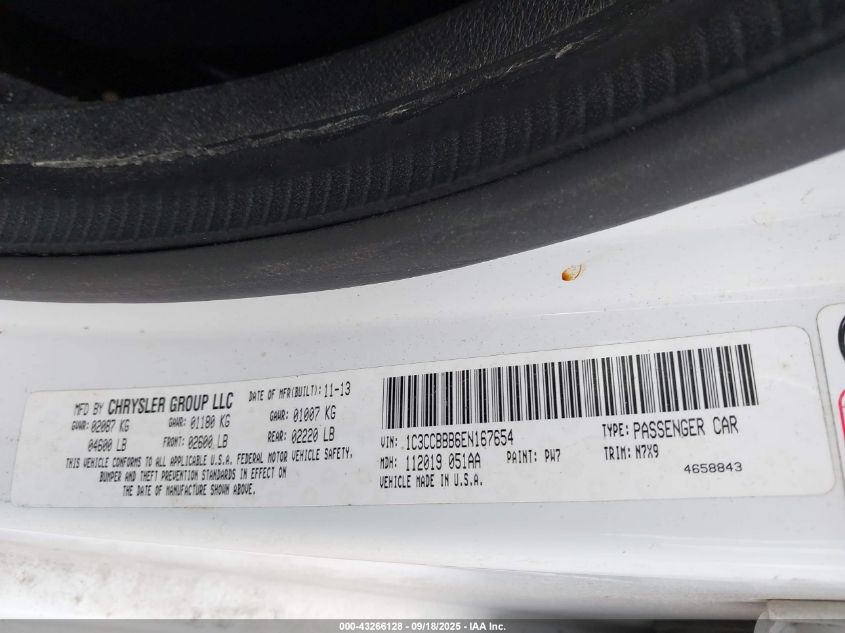 MFD BY CHRYSLER GROUP LLC DATE OF MFR(BUILT): 11-13
GVWR: 02087 KG GAWR: 01180 KG GAWR: 01007 KG
04600 LB FRONT: 02600 LB REAR: 02220 LB
THIS VEHICLE CONFORMS TO ALL APPLICABLE U.S.A. FEDERAL MOTOR VEHICLE SAFETY,
BUMPER AND THEFT PREVENTION STANDARDS IN EFFECT ON
THE DATE OF MANUFACTURE SHOWN ABOVE.
VIN: 1C3CCBBB6EN167654 TYPE: PASSENGER CAR
MDH: 112019 051AA PAINT: PW7 TRIM: N7X9
VEHICLE MADE IN U.S.A. 4658843
000-43266128 - 09/18/2025 - IAA Inc.